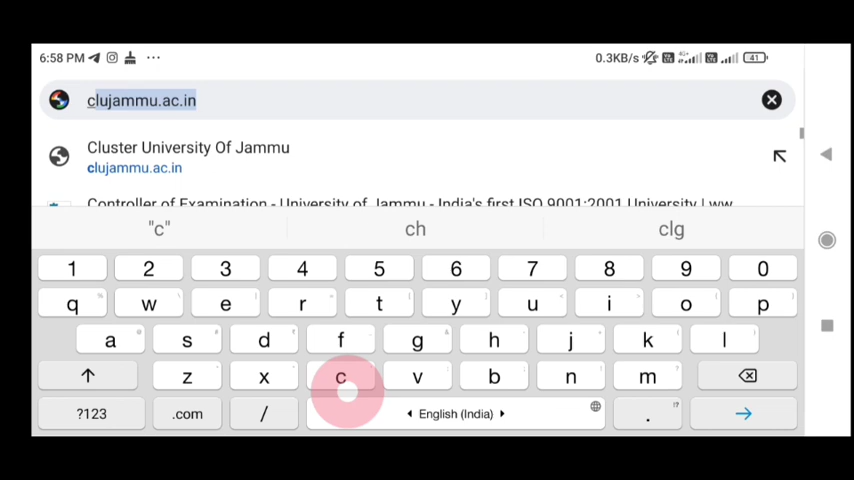 6:58 PM ... 0.3KB/s 4G+ 41
clujammu.ac.in
Cluster University Of Jammu
clujammu.ac.in
Controller of Examination - University of Jammu - India's first ISO 9001:2001 University | ww
"c" ch clg
1 2 3 4 5 6 7 8 9 0
q w e r t y u i o p
a s d f g h j k l
z x c v b n m
?123 .com / English (India) . !?